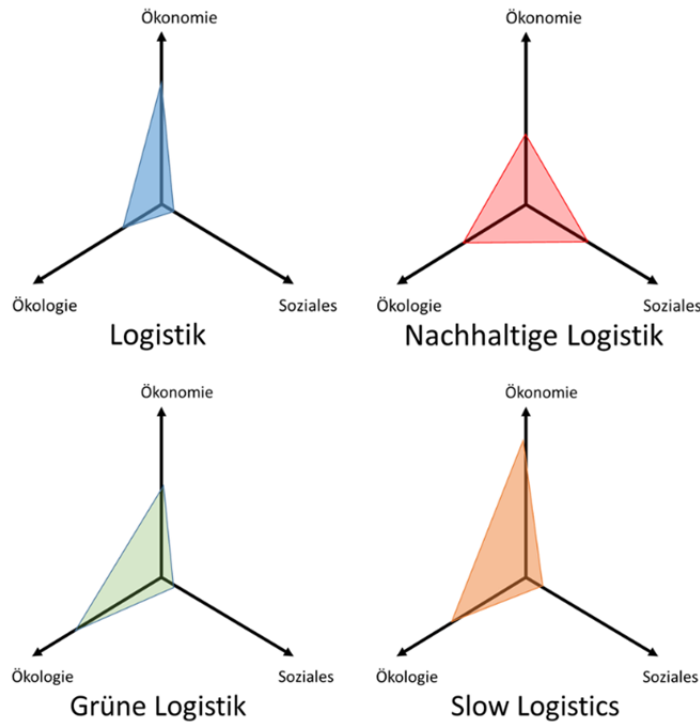 Ökonomie
Ökologie
Soziales
Logistik
Ökonomie
Ökologie
Soziales
Nachhaltige Logistik
Ökonomie
Ökologie
Soziales
Grüne Logistik
Ökonomie
Ökologie
Soziales
Slow Logistics